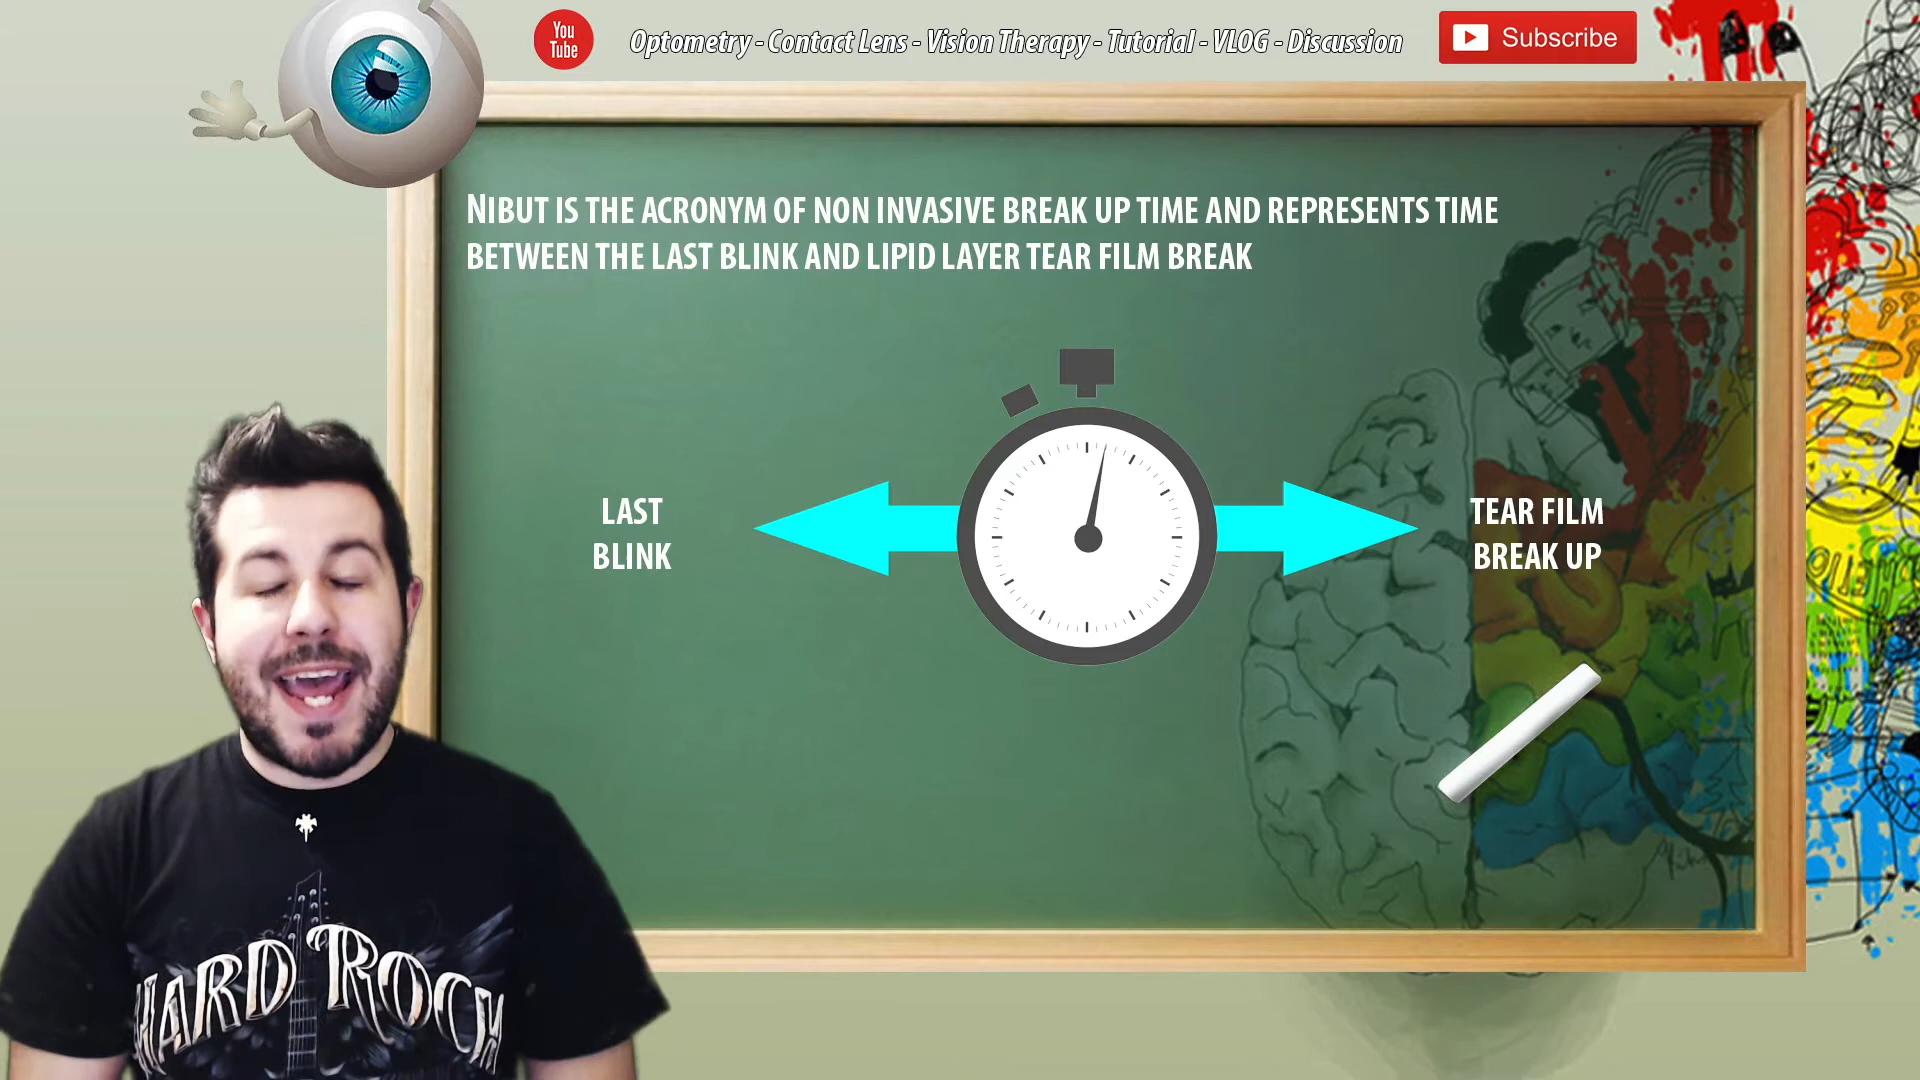 You
Tube
Optometry - Contact Lens - Vision Therapy - Tutorial - VLOG - Discussion
Subscribe
NIBUT IS THE ACRONYM OF NON INVASIVE BREAK UP TIME AND REPRESENTS TIME
BETWEEN THE LAST BLINK AND LIPID LAYER TEAR FILM BREAK
LAST
BLINK
TEAR FILM
BREAK UP
HARD ROCK